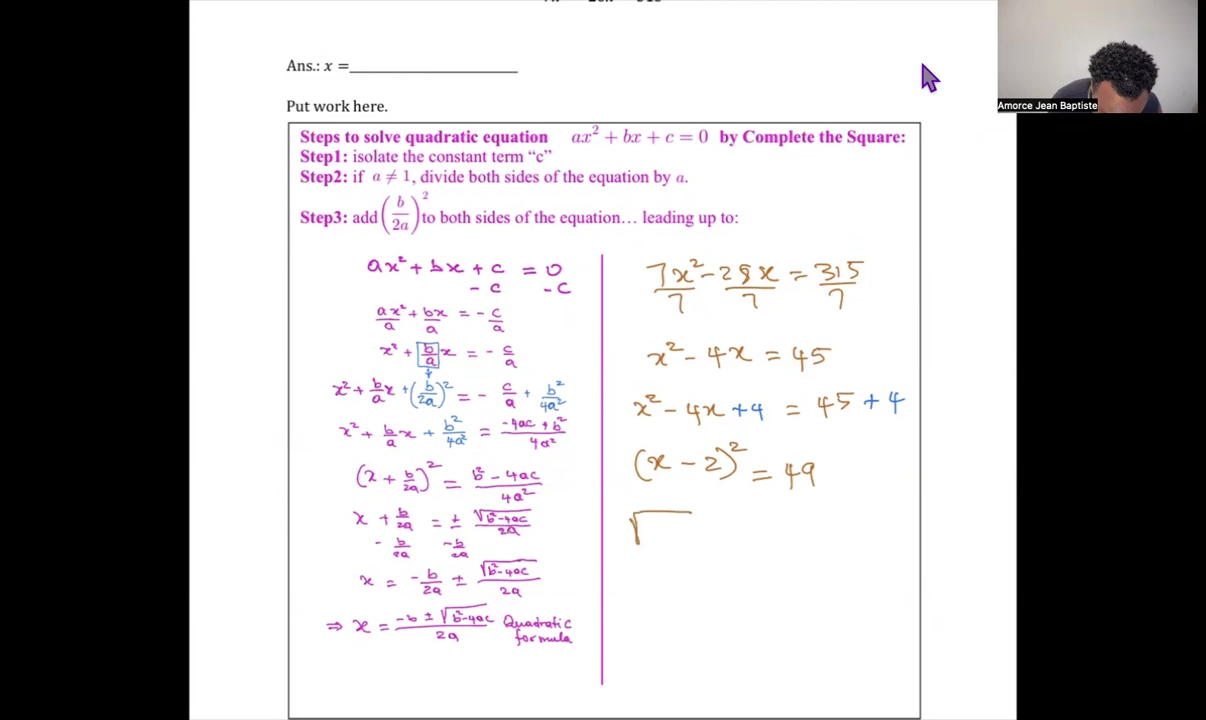 Ans.: x =____________________
Amorce Jean Baptiste
Put work here.
Steps to solve quadratic equation ax² + bx + c = 0 by Complete the Square:
Step1: isolate the constant term “c”
Step2: if a ≠ 1, divide both sides of the equation by a.
Step3: add (b/2a)² to both sides of the equation… leading up to:
ax² + bx + c = 0
- c - c
ax²/a + bx/a = - c/a
x² + b/a x = - c/a
x² + b/a x + (b/2a)² = - c/a + b²/4a²
x² + b/a x + b²/4a² = -4ac + b²/4a²
(x + b/2a)² = b² - 4ac/4a²
x + b/2a = ± √b²-4ac/2a
- b/2a - b/2a
x = - b/2a ± √b²-4ac/2a
⇒ x = -b ± √b²-4ac/2a Quadratic formula
7x²/7 - 28x/7 = 315/7
x² - 4x = 45
x² - 4x + 4 = 45 + 4
(x - 2)² = 49
√